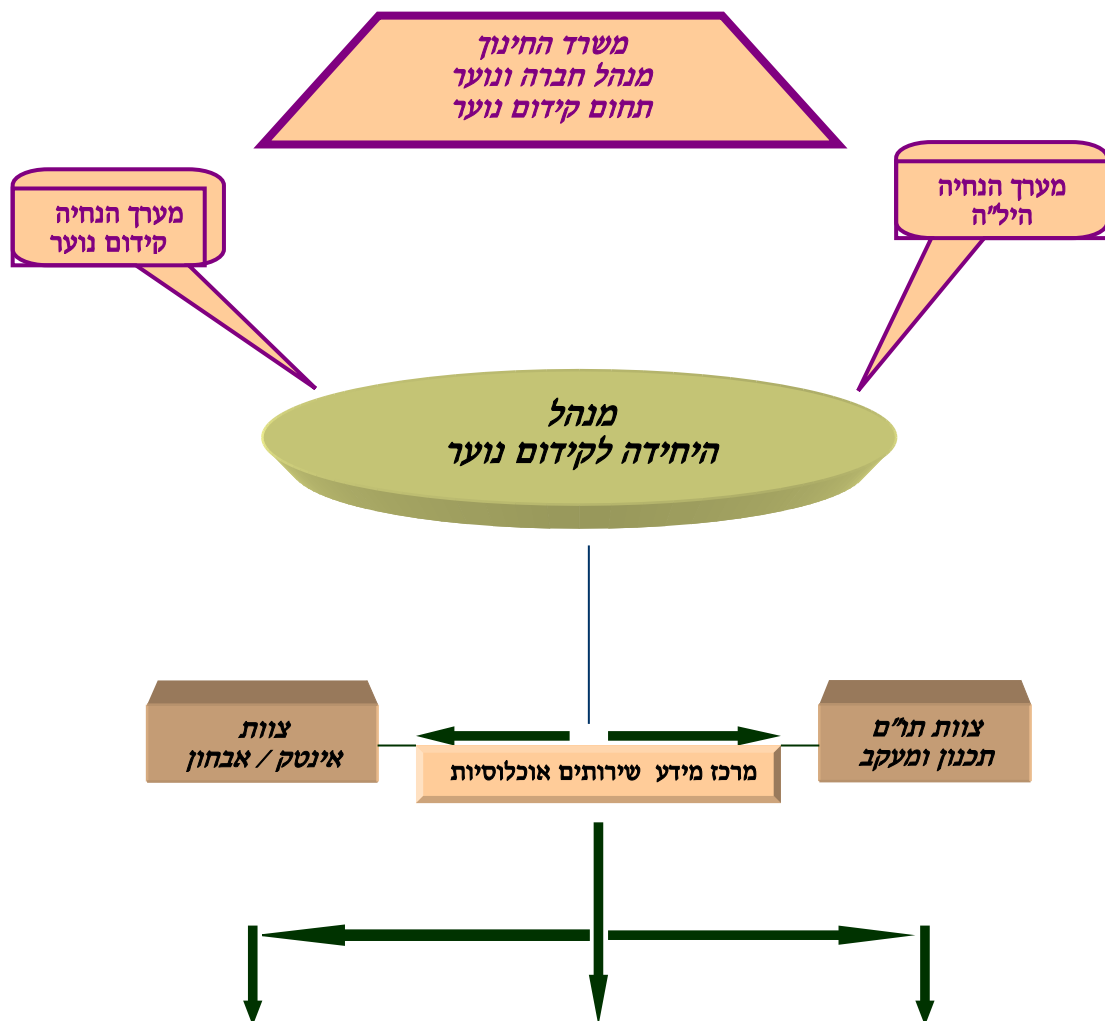 משרד החינוך
מנהל חברה ונוער
תחום קידום נוער
מערך הנחיה
היל"ה
מערך הנחיה
קידום נוער
מנהל
היחידה לקידום נוער
צוות תו"ם
תכנון ומעקב
צוות
אינטק / אבחון
מרכז מידע שירותים אוכלוסיות